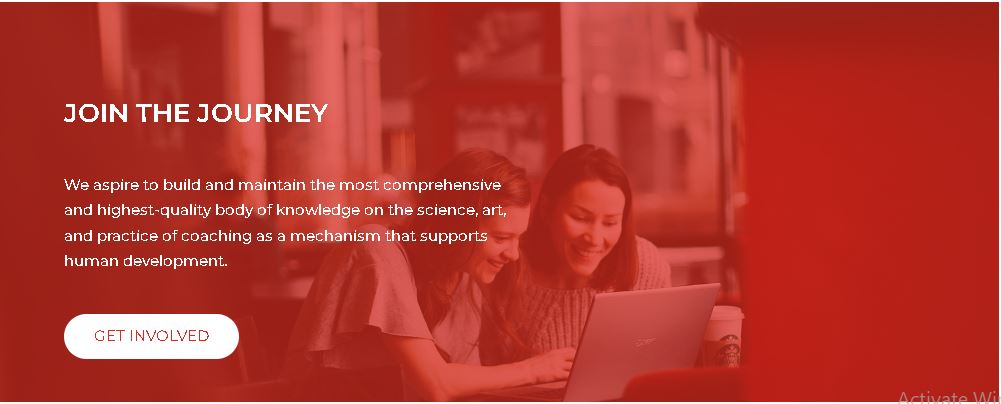 JOIN THE JOURNEY
We aspire to build and maintain the most comprehensive
and highest-quality body of knowledge on the science, art,
and practice of coaching as a mechanism that supports
human development.
GET INVOLVED
Activate Wi